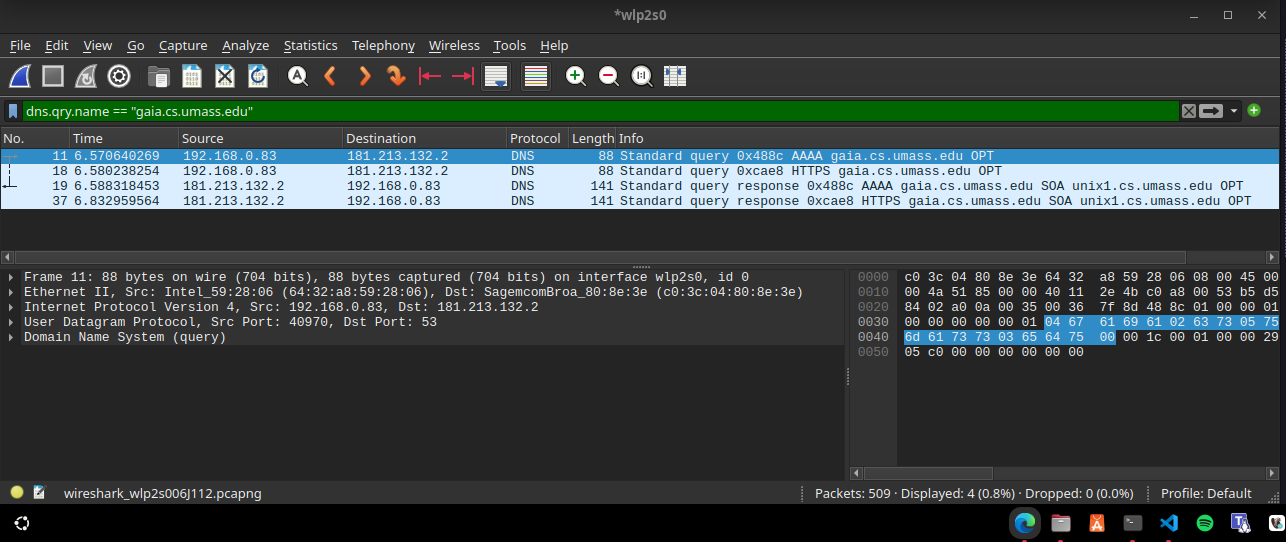 *wlp2s0
File Edit View Go Capture Analyze Statistics Telephony Wireless Tools Help
dns.qry.name == "gaia.cs.umass.edu"
No. Time Source Destination Protocol Length Info
11 6.570640269 192.168.0.83 181.213.132.2 DNS 88 Standard query 0x488c AAAA gaia.cs.umass.edu OPT
18 6.580238254 192.168.0.83 181.213.132.2 DNS 88 Standard query 0xcae8 HTTPS gaia.cs.umass.edu OPT
19 6.588318453 181.213.132.2 192.168.0.83 DNS 141 Standard query response 0x488c AAAA gaia.cs.umass.edu SOA unix1.cs.umass.edu OPT
37 6.832959564 181.213.132.2 192.168.0.83 DNS 141 Standard query response 0xcae8 HTTPS gaia.cs.umass.edu SOA unix1.cs.umass.edu OPT
Frame 11: 88 bytes on wire (704 bits), 88 bytes captured (704 bits) on interface wlp2s0, id 0
Ethernet II, Src: Intel_59:28:06 (64:32:a8:59:28:06), Dst: SagemcomBroa_80:8e:3e (c0:3c:04:80:8e:3e)
Internet Protocol Version 4, Src: 192.168.0.83, Dst: 181.213.132.2
User Datagram Protocol, Src Port: 40970, Dst Port: 53
Domain Name System (query)
0000 c0 3c 04 80 8e 3e 64 32 a8 59 28 06 08 00 45 00
0010 00 4a 51 85 00 00 40 11 2e 4b c0 a8 00 53 b5 d5
0020 84 02 a0 0a 00 35 00 36 7f 8d 48 8c 01 00 00 01
0030 00 00 00 00 00 01 04 67 61 69 61 02 63 73 05 75
0040 6d 61 73 73 03 65 64 75 00 00 1c 00 01 00 00 29
0050 05 c0 00 00 00 00 00 00
wireshark_wlp2s006J112.pcapng
Packets: 509 · Displayed: 4 (0.8%) · Dropped: 0 (0.0%)
Profile: Default